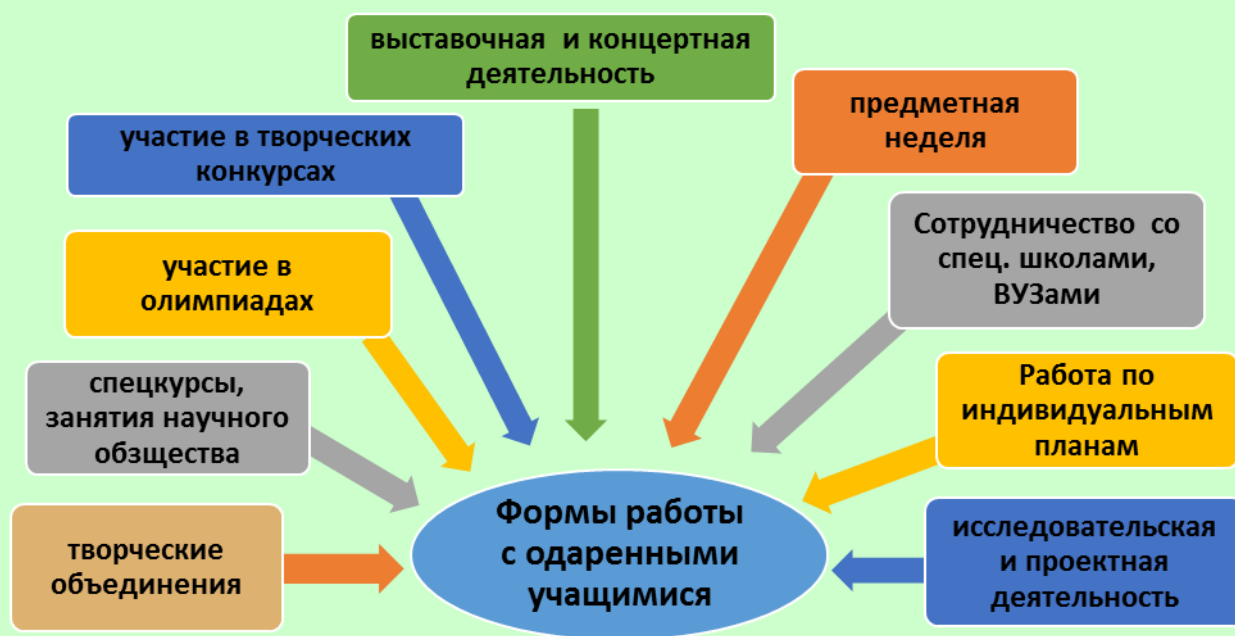 выставочная и концертная
деятельность
предметная
неделя
участие в творческих
конкурсах
Сотрудничество со
спец. школами,
ВУЗами
участие в
олимпиадах
спецкурсы,
занятия научного
обзщества
Работа по
индивидуальным
планам
творческие
объединения
Формы работы
с одаренными
учащимися
исследовательская
и проектная
деятельность